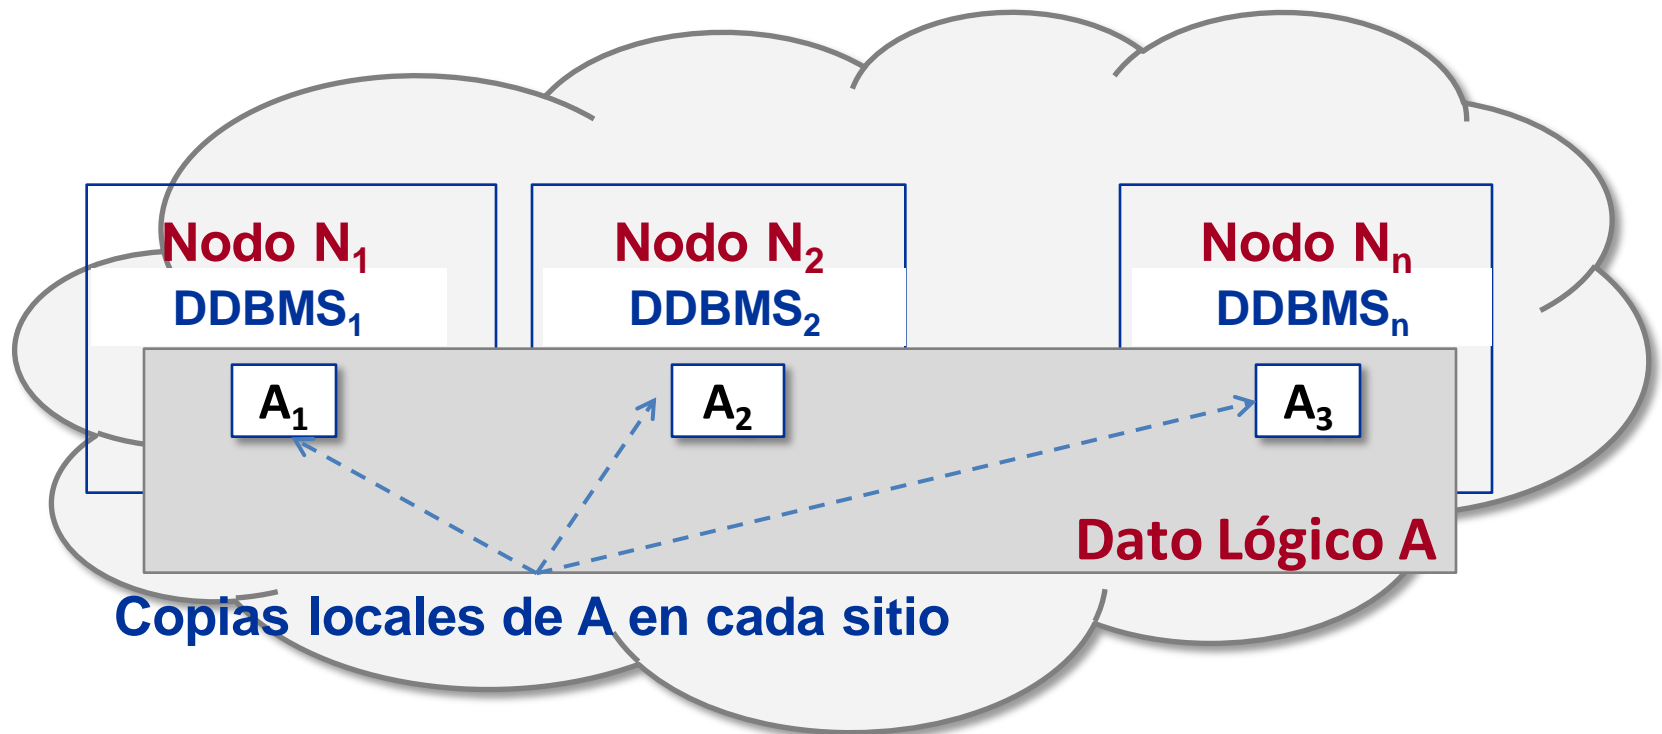 Nodo N₁ Nodo N₂ Nodo Nₙ
DDBMS₁ DDBMS₂ DDBMSₙ
A₁ A₂ A₃
Dato Lógico A
Copias locales de A en cada sitio